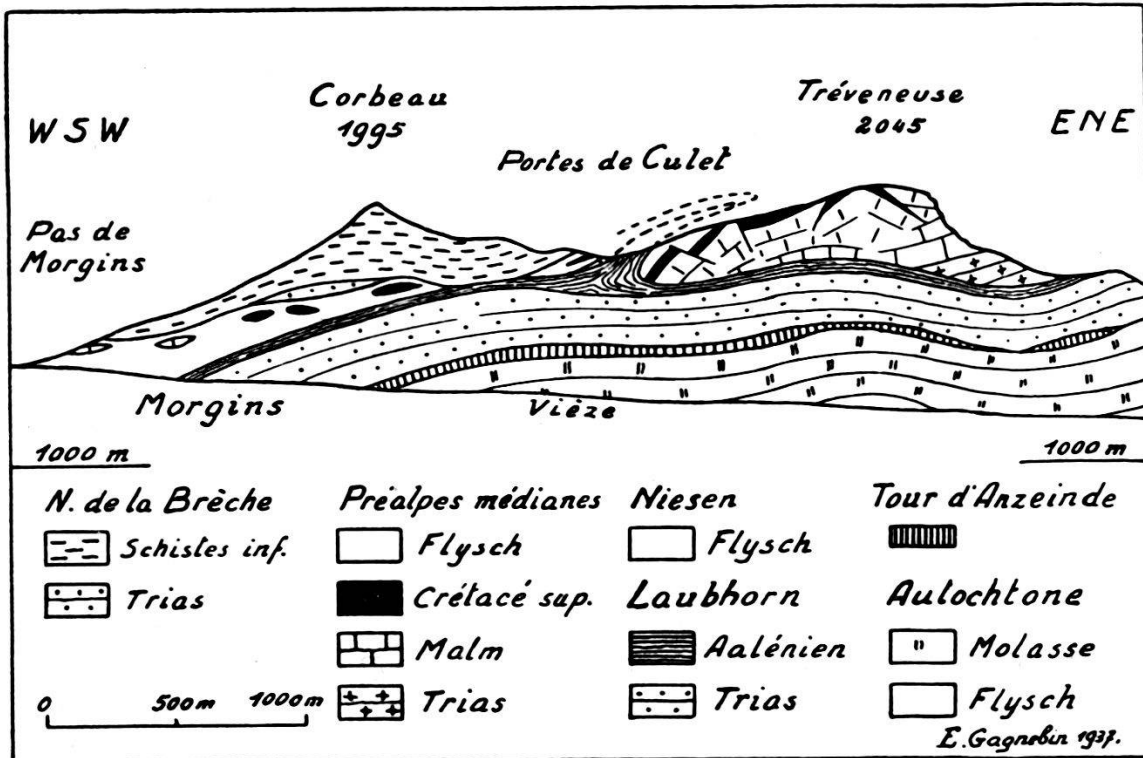 Corbeau
1995
Tréveneuse
2045
WSW
ENE
Portes de Culet
Pas de
Morgins
Morgins
Vièze
1000 m
1000 m
N. de la Brèche
Schistes inf.
Trias
0 500m 1000m
Préalpes médianes
Flysch
Crétacé sup.
Malm
Trias
Niesen
Flysch
Laubhorn
Aalénien
Trias
Tour d'Anzeinde
Autochtone
Molasse
Flysch
E. Gagnebin 1937.